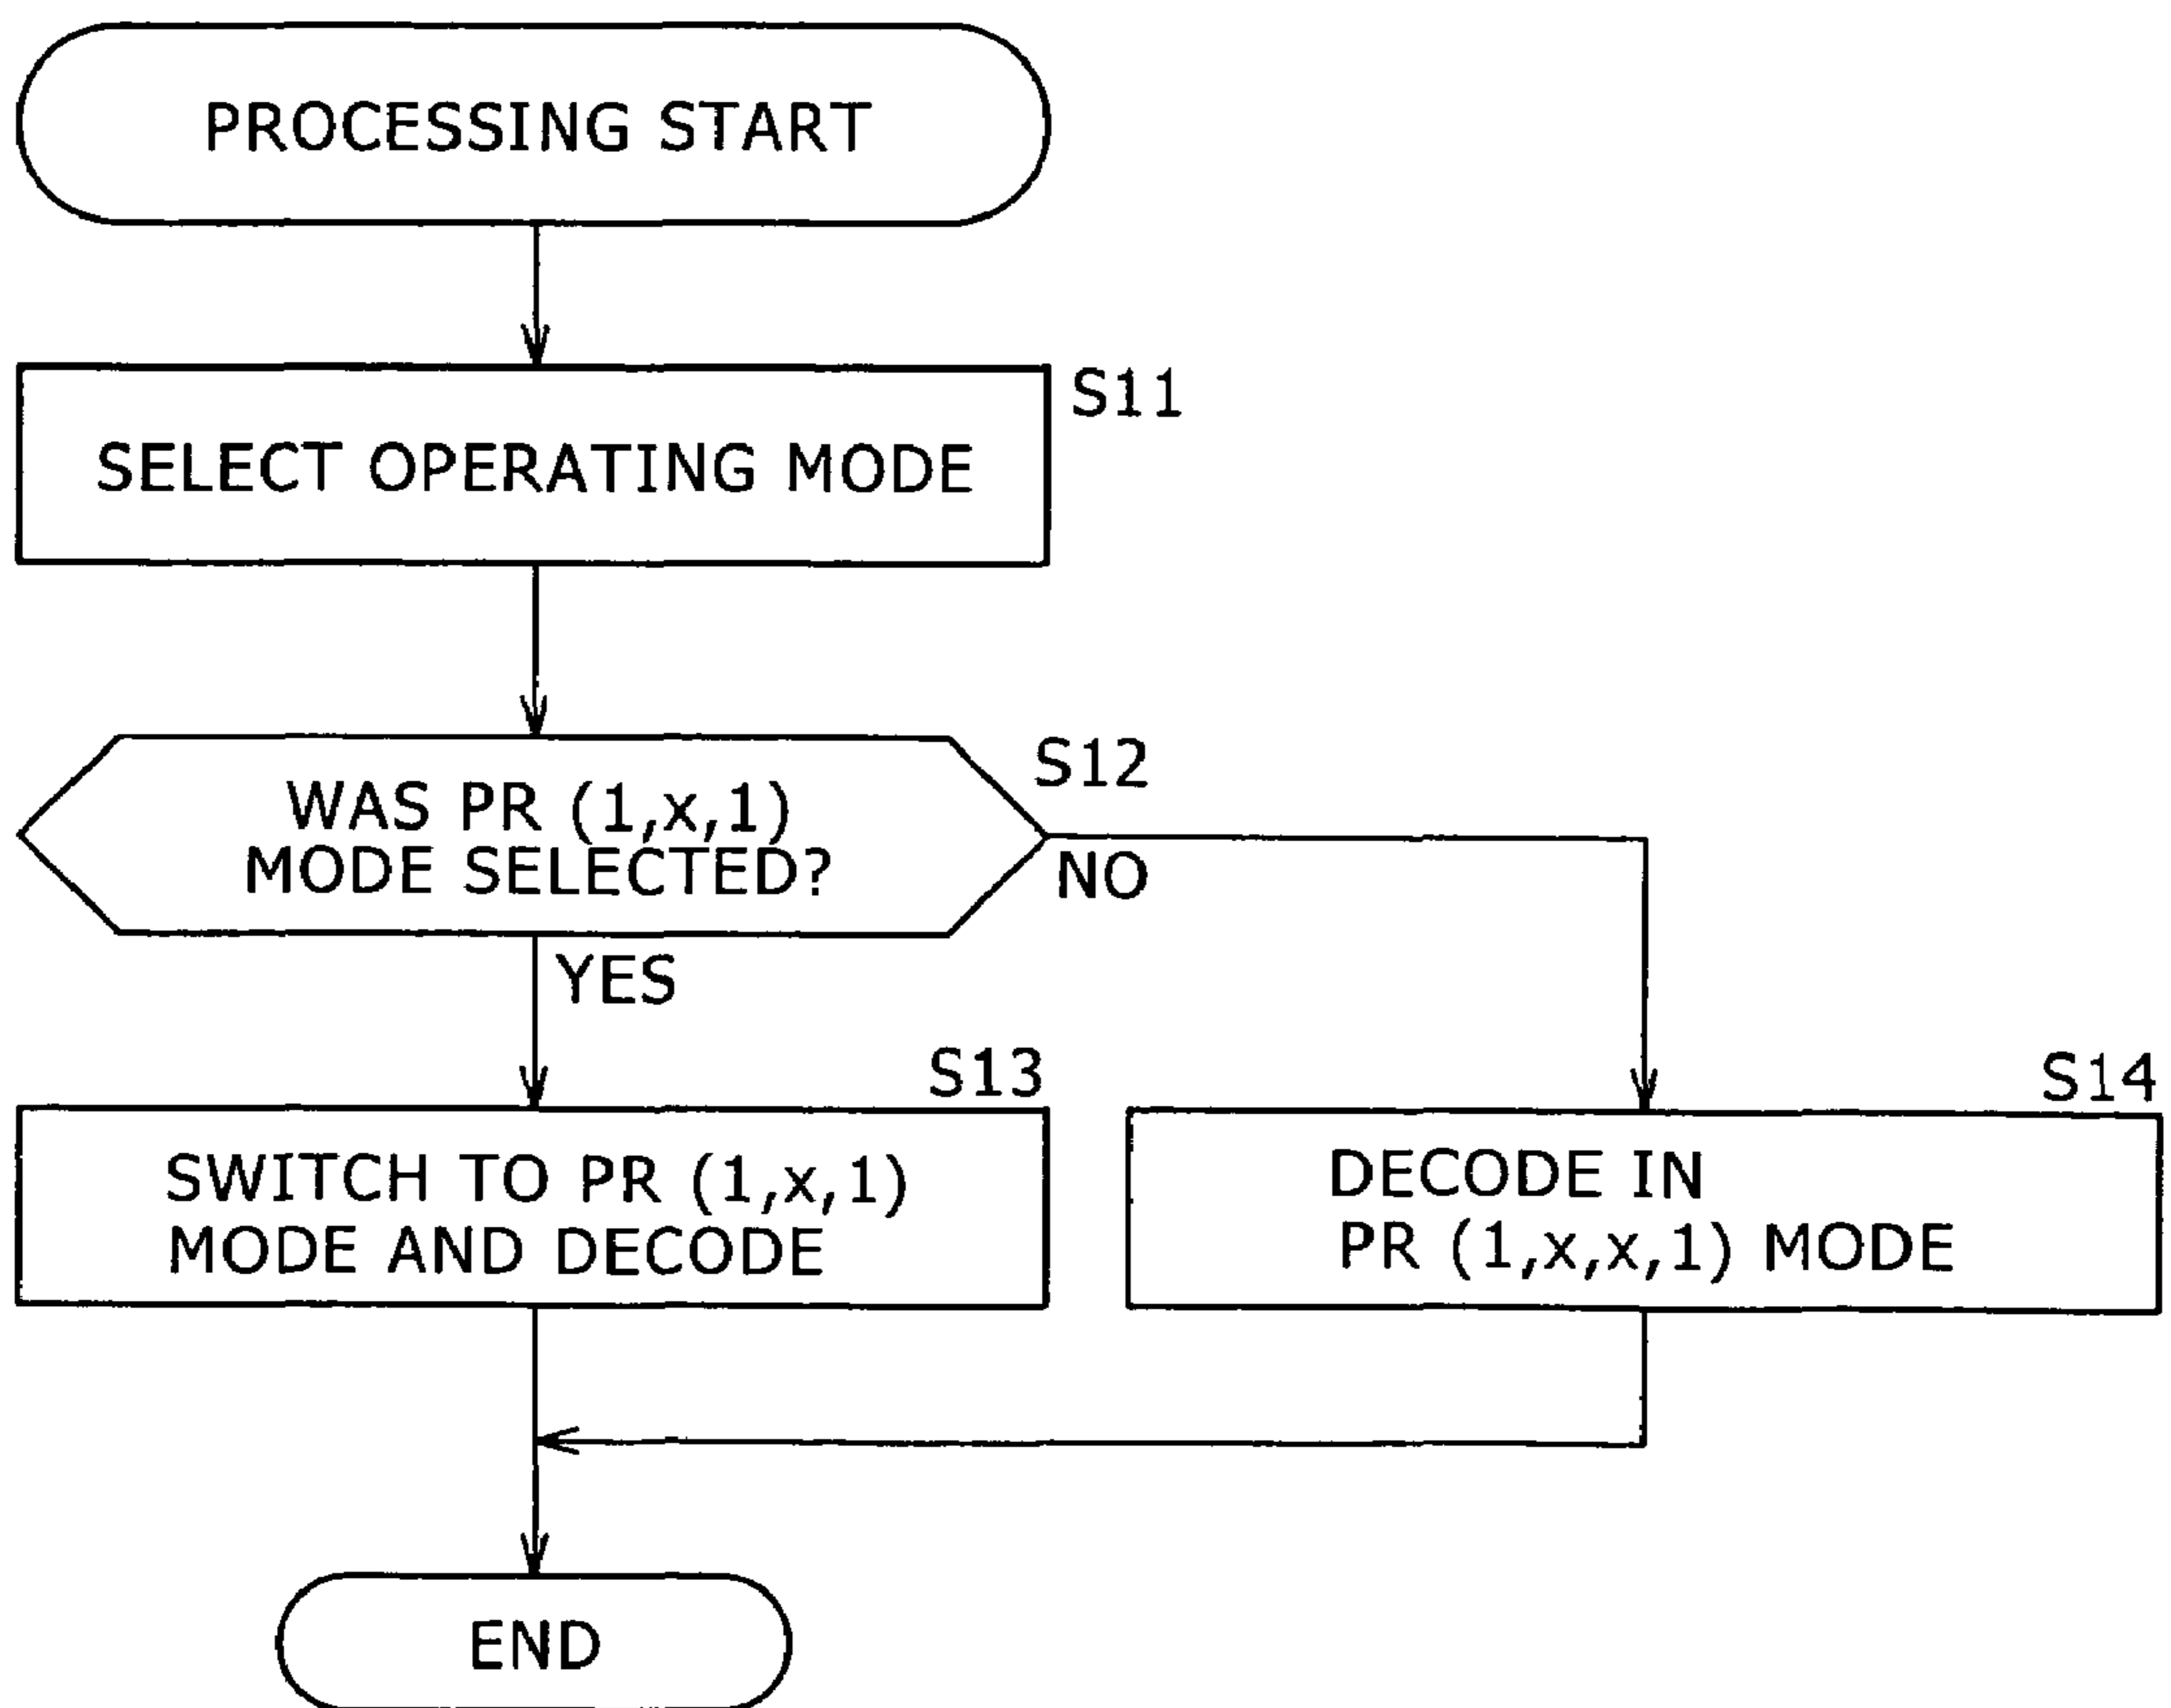 PROCESSING START
S11
SELECT OPERATING MODE
S12
WAS PR (1,x,1)
MODE SELECTED?
NO
YES
S13
SWITCH TO PR (1,x,1)
MODE AND DECODE
S14
DECODE IN
PR (1,x,x,1) MODE
END